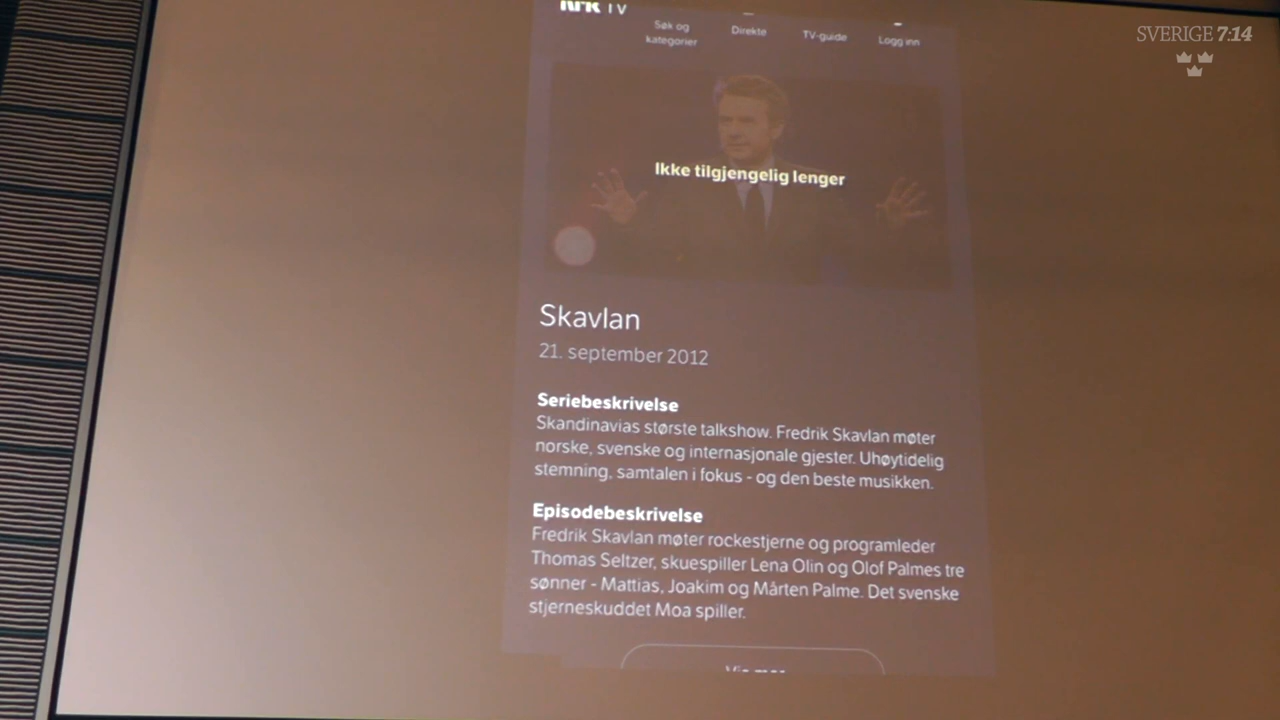 SVERIGE 7:14
NRK TV
Søk og
kategorier
Direkte
TV-guide
Logg inn
Ikke tilgjengelig lenger
Skavlan
21. september 2012
Seriebeskrivelse
Skandinavias største talkshow. Fredrik Skavlan møter
norske, svenske og internasjonale gjester. Uhøytidelig
stemning, samtalen i fokus - og den beste musikken.
Episodebeskrivelse
Fredrik Skavlan møter rockestjerne og programleder
Thomas Seltzer, skuespiller Lena Olin og Olof Palmes tre
sønner - Mattias, Joakim og Mårten Palme. Det svenske
stjerneskuddet Moa spiller.